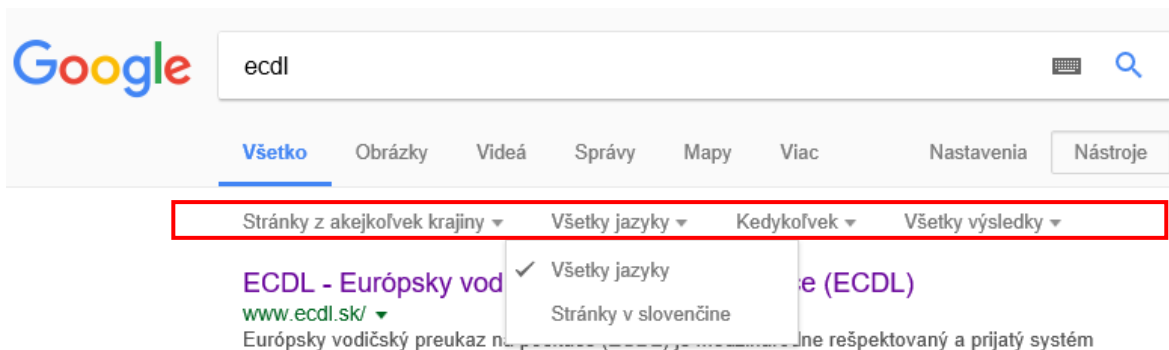 Google
ecdl
Všetko Obrázky Videá Správy Mapy Viac Nastavenia Nástroje
Stránky z akejkoľvek krajiny Všetky jazyky Kedykoľvek Všetky výsledky
Všetky jazyky
Stránky v slovenčine
ECDL - Európsky vod e (ECDL)
www.ecdl.sk/
Európsky vodičský preukaz na rešpektovaný a prijatý systém